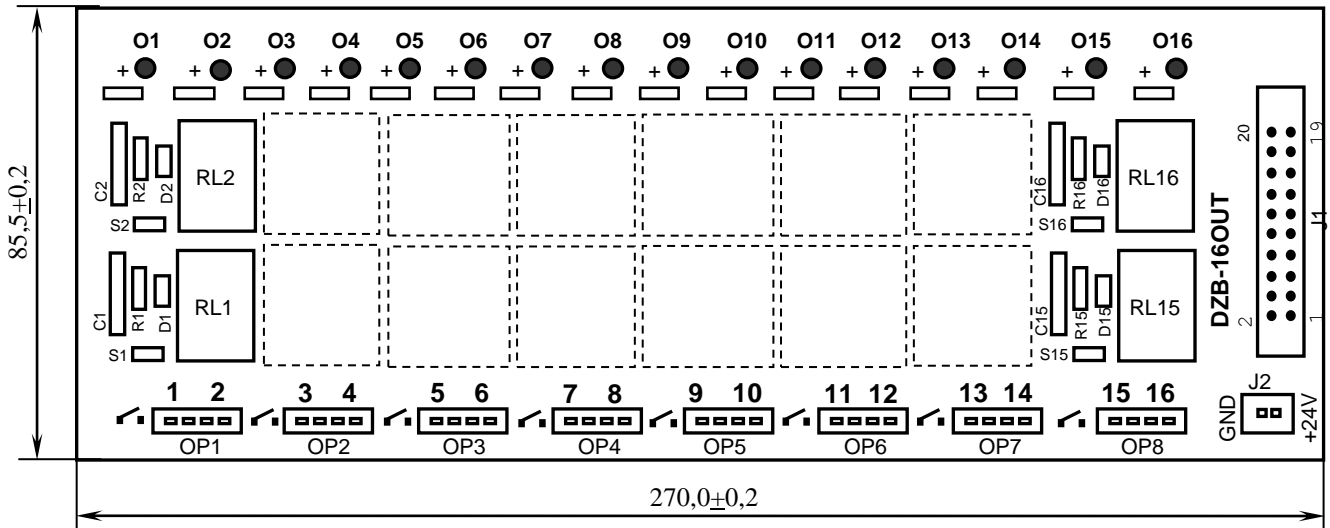 O1 O2 O3 O4 O5 O6 O7 O8 O9 O10 O11 O12 O13 O14 O15 O16
+ + + + + + + + + + + + + + + +
C2 R2 D2 RL2
S2
C16 R16 D16 RL16
S16
C1 R1 D1 RL1
S1
C15 R15 D15 RL15
S15
1 2 3 4 5 6 7 8 9 10 11 12 13 14 15 16
OP1 OP2 OP3 OP4 OP5 OP6 OP7 OP8
DZB-16OUT
20 19
2 1
J1
J2
GND +24V
85,5±0,2
270,0±0,2